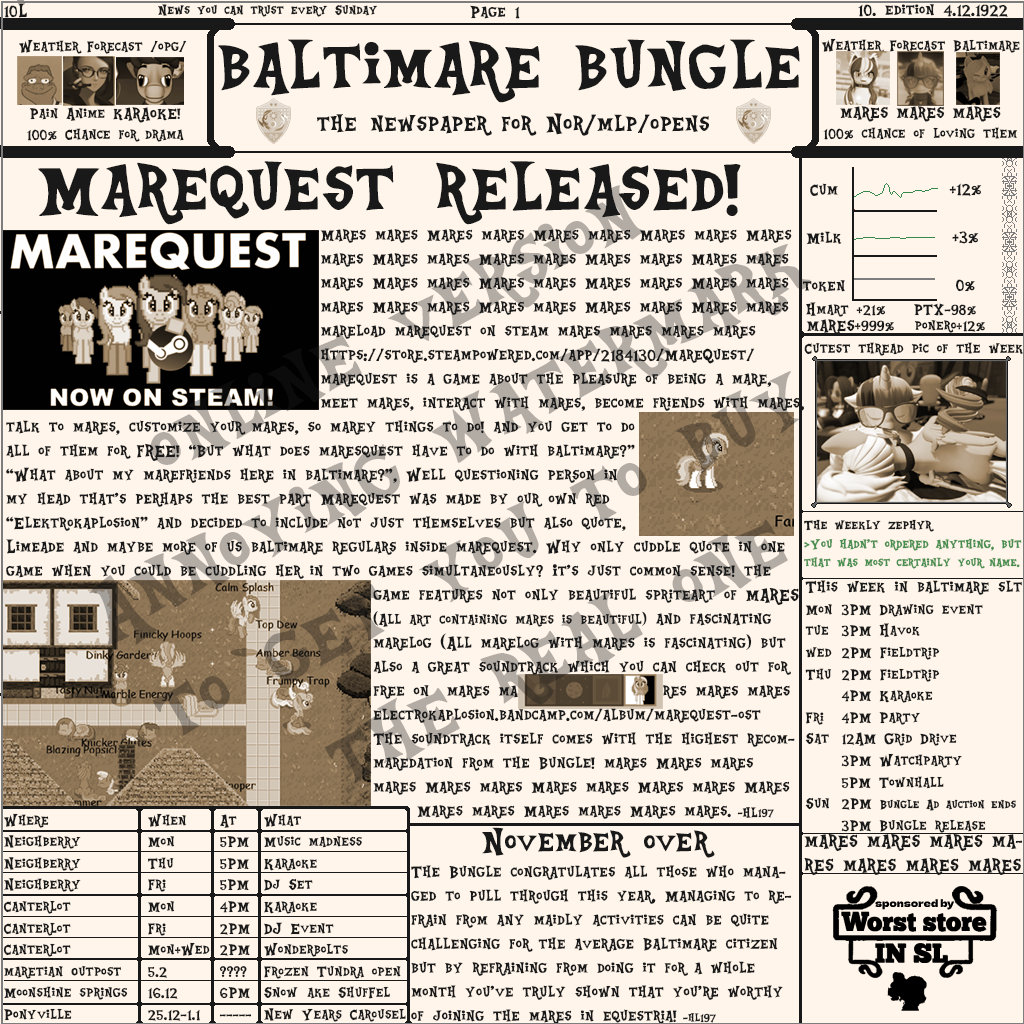 10L
News you can trust every Sunday
Page 1
10. Edition 4.12.1922
Weather Forecast /opg/
Pain Anime KARAOKE!
100% chance for drama
BALTiMARE BUNGLE
the newspaper for Nor/mlp/opens
Weather Forecast Baltimare
MARES MARES MARES
100% chance of loving them
MAREQUEST RELEASED!
MAREQUEST
NOW ON STEAM!
mares mares mares mares mares mares mares mares mares
mares mares mares mares mares mares mares mares mares
mares mares mares mares mares mares mares mares mares
mares mares mares mares mares mares mares mares mares
mareload marequest on steam mares mares mares mares
https://store.steampowered.com/app/2184130/MareQuest/
marequest is a game about the pleasure of being a mare,
meet mares, interact with mares, become friends with mares,
talk to mares, customize your mares, so marey things to do! and you get to do
all of them for FREE! “But what does maresquest have to do with baltimare?”
“What about my marefriends here in baltimare?”, Well questioning person in
my head that’s perhaps the best part marequest was made by our own red
“Elektrokaplosion” and decided to include not just themselves but also quote,
Limeade and maybe more of us baltimare regulars inside marequest. Why only cuddle quote in one
game when you could be cuddling her in two games simultaneously? it’s just common sense! the
game features not only beautiful spriteart of mares
(all art containing mares is beautiful) and fascinating
marelog (All marelog with mares is fascinating) but
also a great soundtrack which you can check out for
free on mares ma
res mares mares
electrokaplosion.bandcamp.com/album/marequest-ost
the soundtrack itself comes with the highest recom-
maredation from the bungle! mares mares mares
mares mares mares mares mares mares mares mares
mares mares mares mares mares mares. -HL197
Far
Calm Splash
Top Dew
Finicky Hoops
Dinky Garden
Amber Beans
Frumpy Trap
Tasty Nut
Marble Energy
Knicker Glutes
Blazing Popsicl
ooper
mmer
ONLINE VERSION
ANNOYING WATERMARK
TO GET YOU TO BUY
THE REAL ONE
Cum +12%
Milk +3%
Token 0%
Hmart +21% PTX-98%
MARES+999% Ponero+12%
Cutest thread pic of the week
The weekly zephyr
>You hadn't ordered anything, but
that was most certainly your name.
This week in Baltimare SLT
Mon 3PM Drawing event
Tue 3PM Havok
Wed 2PM Fieldtrip
Thu 2PM Fieldtrip
4PM Karaoke
Fri 4PM Party
Sat 12AM Grid Drive
3PM Watchparty
5PM Townhall
Sun 2PM Bungle ad auction ends
3PM Bungle release
mares mares mares ma-
res mares mares mares
sponsored by
Worst store
IN SL
Where When At What
Neighberry Mon 5PM Music madness
Neighberry Thu 5PM Karaoke
Neighberry Fri 5PM DJ Set
Canterlot Mon 4PM Karaoke
Canterlot Fri 2PM DJ Event
Canterlot Mon+Wed 2PM Wonderbolts
Maretian outpost 5.2 ???? Frozen Tundra open
Moonshine springs 16.12 6PM Snow ake Shuffel
Ponyville 25.12-1.1 ----- New Years Carousel
November over
The bungle congratulates all those who mana-
ged to pull through this year, managing to re-
frain from any maidly activities can be quite
challenging for the average baltimare citizen
but by refraining from doing it for a whole
month you’ve truly shown that you’re worthy
of joining the mares in equestria! -HL197